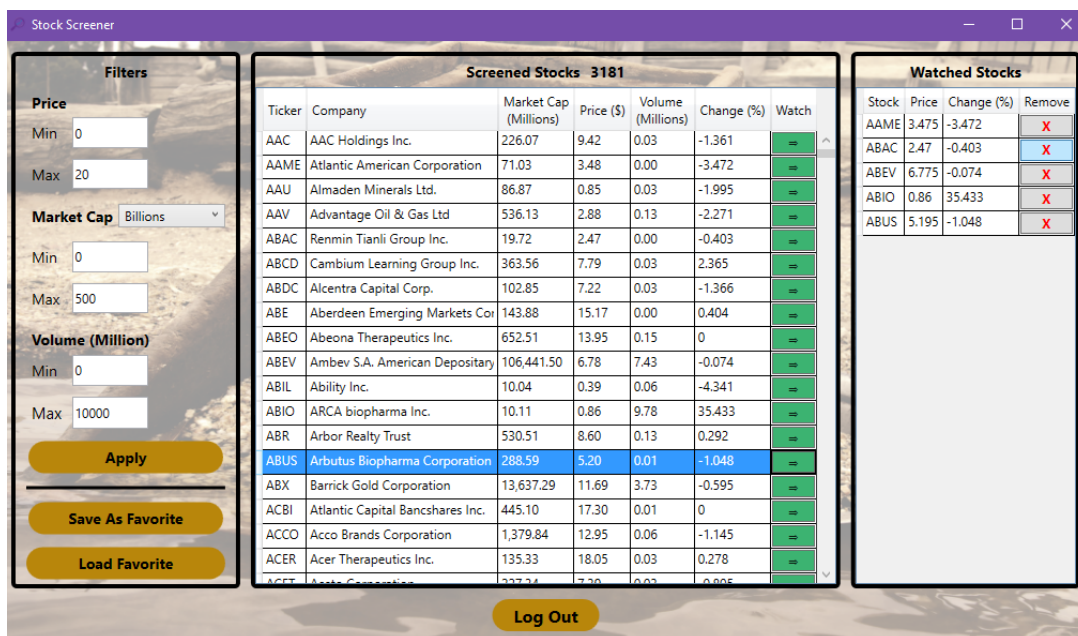 Stock Screener
Filters
Price
Min 0
Max 20
Market Cap Billions
Min 0
Max 500
Volume (Million)
Min 0
Max 10000
Apply
Save As Favorite
Load Favorite
Screened Stocks 3181
Ticker Company Market Cap (Millions) Price ($) Volume (Millions) Change (%) Watch
AAC AAC Holdings Inc. 226.07 9.42 0.03 -1.361 ⇒
AAME Atlantic American Corporation 71.03 3.48 0.00 -3.472 ⇒
AAU Almaden Minerals Ltd. 86.87 0.85 0.03 -1.995 ⇒
AAV Advantage Oil & Gas Ltd 536.13 2.88 0.13 -2.271 ⇒
ABAC Renmin Tianli Group Inc. 19.72 2.47 0.00 -0.403 ⇒
ABCD Cambium Learning Group Inc. 363.56 7.79 0.03 2.365 ⇒
ABDC Alcentra Capital Corp. 102.85 7.22 0.03 -1.366 ⇒
ABE Aberdeen Emerging Markets Cor 143.88 15.17 0.00 0.404 ⇒
ABEO Abeona Therapeutics Inc. 652.51 13.95 0.15 0 ⇒
ABEV Ambev S.A. American Depositary 106,441.50 6.78 7.43 -0.074 ⇒
ABIL Ability Inc. 10.04 0.39 0.06 -4.341 ⇒
ABIO ARCA biopharma Inc. 10.11 0.86 9.78 35.433 ⇒
ABR Arbor Realty Trust 530.51 8.60 0.13 0.292 ⇒
ABUS Arbutus Biopharma Corporation 288.59 5.20 0.01 -1.048 ⇒
ABX Barrick Gold Corporation 13,637.29 11.69 3.73 -0.595 ⇒
ACBI Atlantic Capital Bancshares Inc. 445.10 17.30 0.01 0 ⇒
ACCO Acco Brands Corporation 1,379.84 12.95 0.06 -1.145 ⇒
ACER Acer Therapeutics Inc. 135.33 18.05 0.03 0.278 ⇒
Watched Stocks
Stock Price Change (%) Remove
AAME 3.475 -3.472 X
ABAC 2.47 -0.403 X
ABEV 6.775 -0.074 X
ABIO 0.86 35.433 X
ABUS 5.195 -1.048 X
Log Out